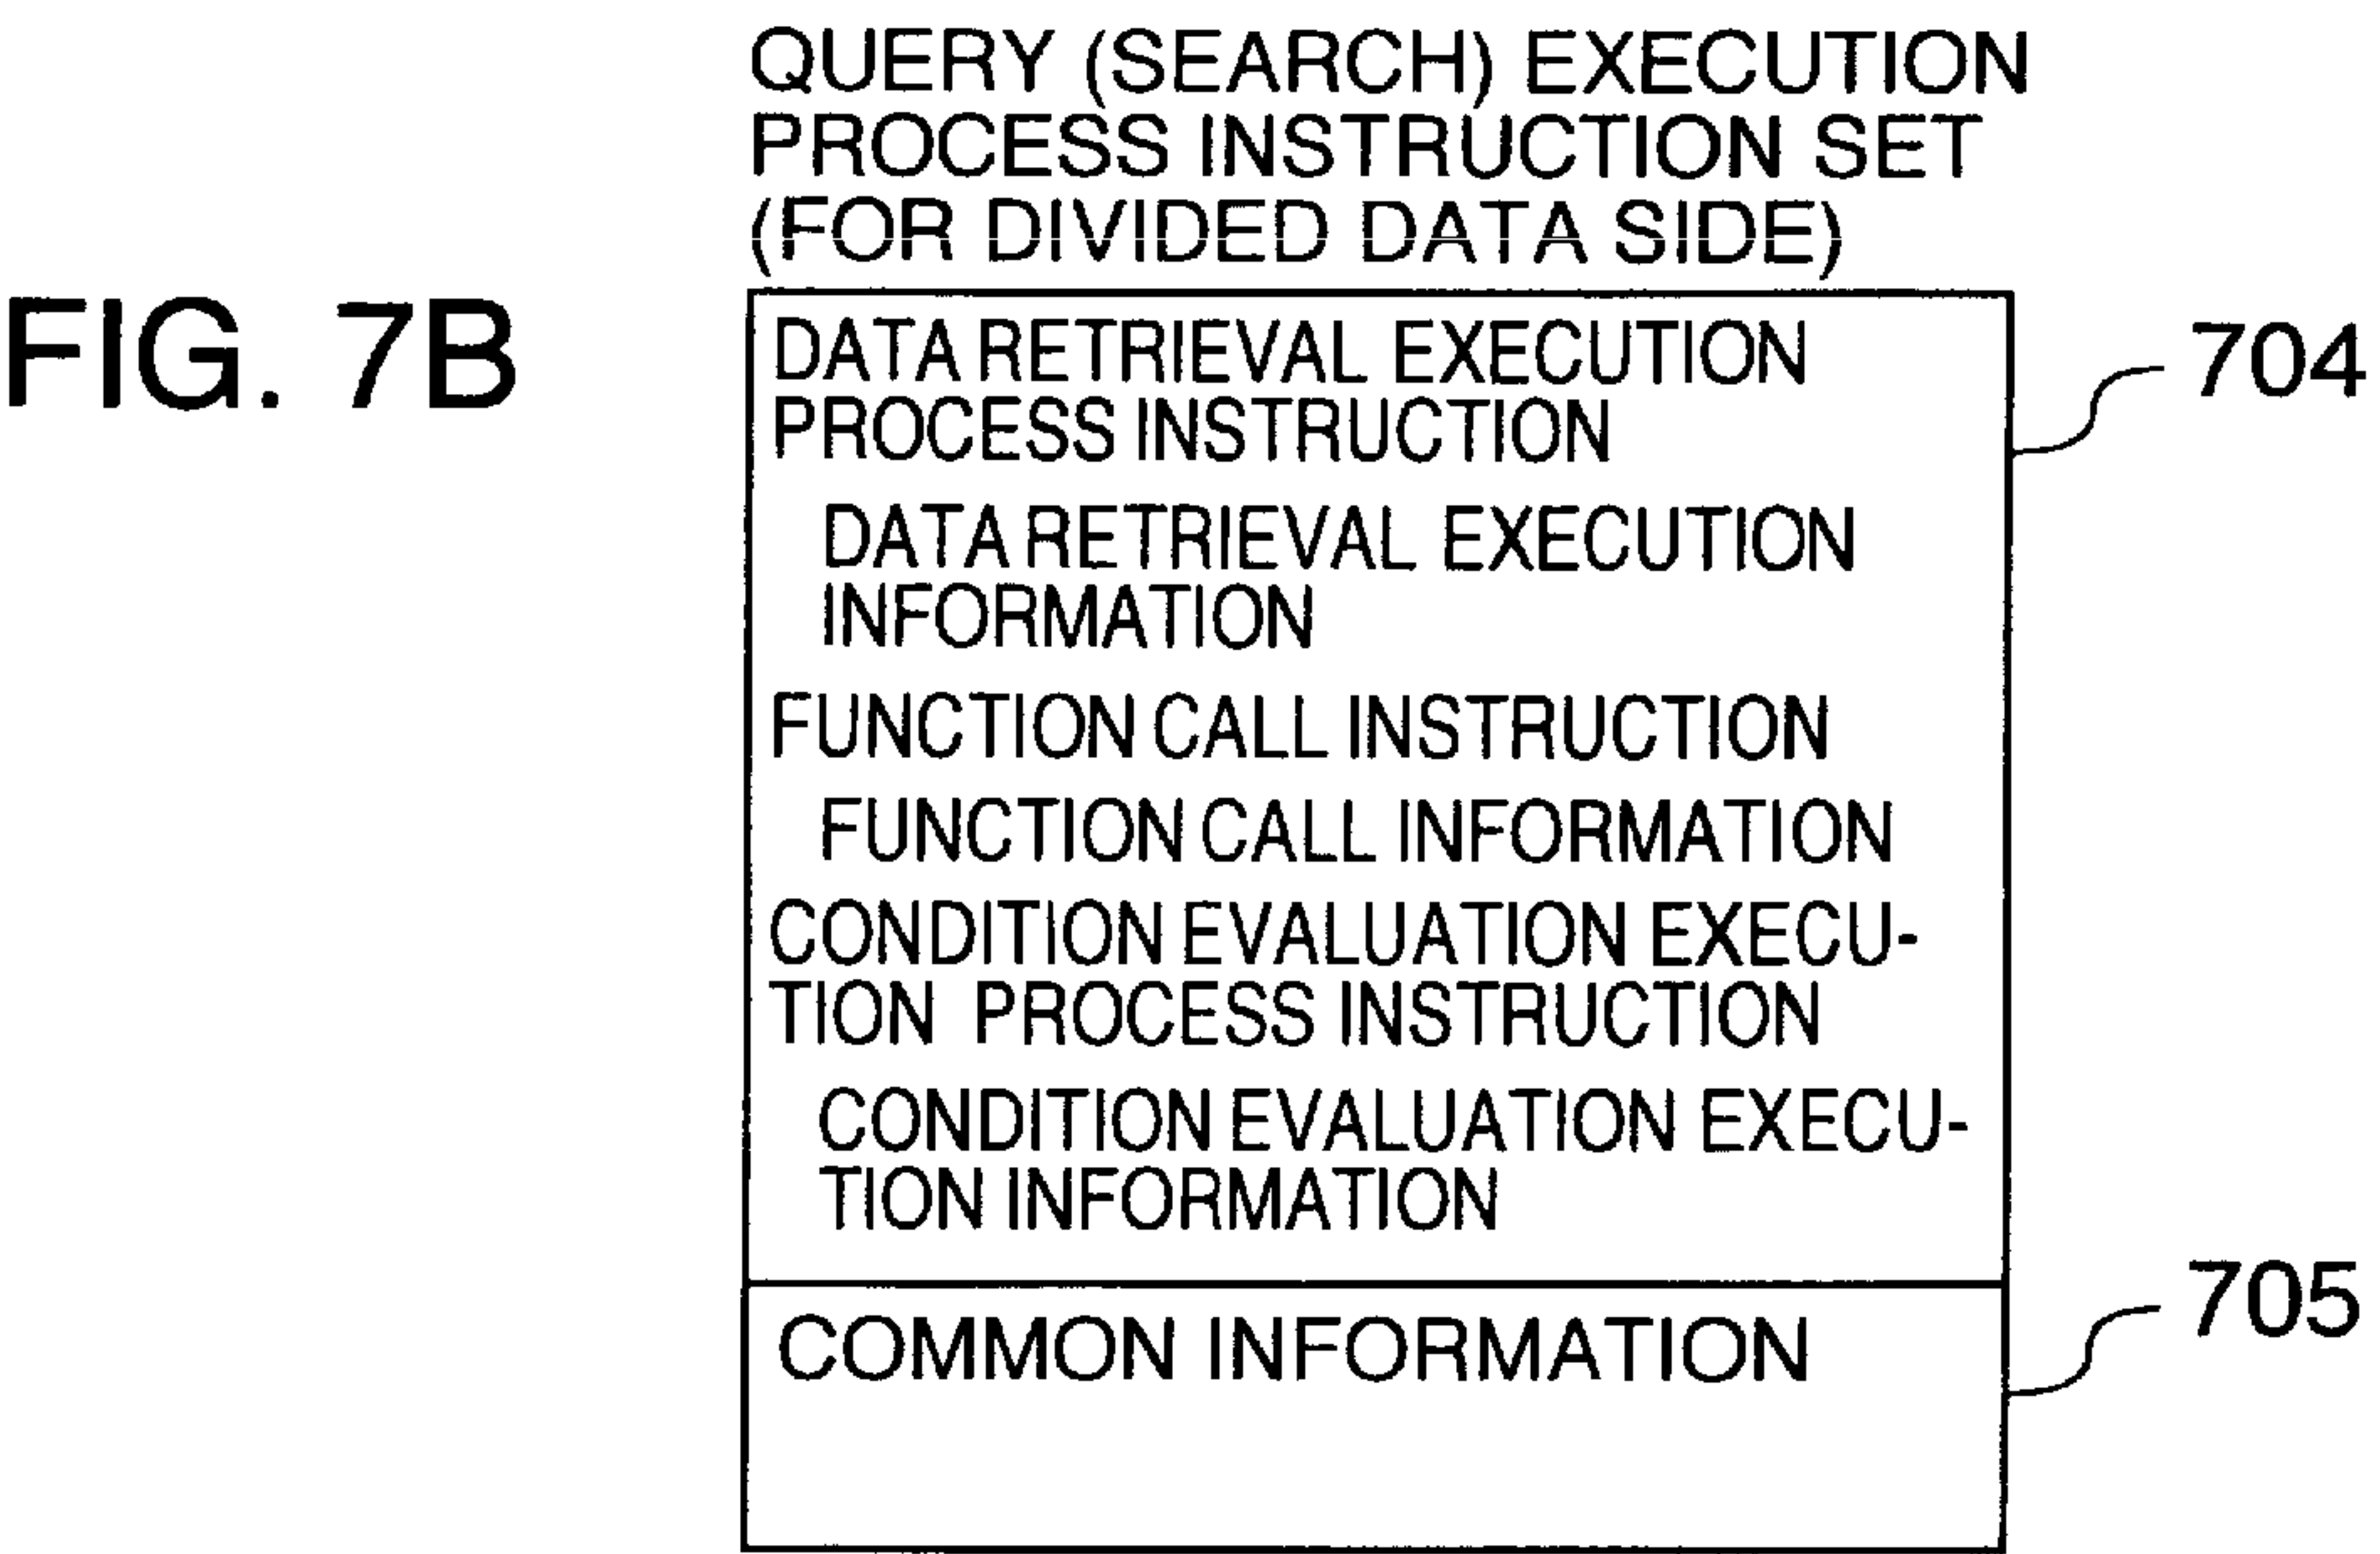 QUERY (SEARCH) EXECUTION
PROCESS INSTRUCTION SET
(FOR DIVIDED DATA SIDE)
FIG. 7B
DATA RETRIEVAL EXECUTION
PROCESS INSTRUCTION
704
DATA RETRIEVAL EXECUTION
INFORMATION
FUNCTION CALL INSTRUCTION
FUNCTION CALL INFORMATION
CONDITION EVALUATION EXECU-
TION PROCESS INSTRUCTION
CONDITION EVALUATION EXECU-
TION INFORMATION
COMMON INFORMATION
705